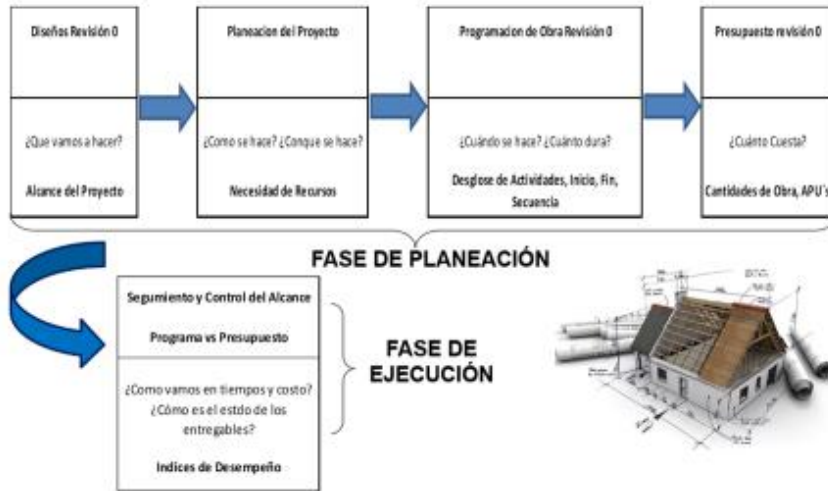 Diseños Revisión 0
¿Que vamos a hacer?
Alcance del Proyecto
Planeacion del Proyecto
¿Como se hace? ¿Conque se hace?
Necesidad de Recursos
Programacion de Obra Revisión 0
¿Cuándo se hace? ¿Cuánto dura?
Desglose de Actividades, Inicio, Fin,
Secuencia
Presupuesto revisión 0
¿Cuánto Cuesta?
Cantidades de Obra, APU´s
FASE DE PLANEACIÓN
Segumiento y Control del Alcance
Programa vs Presupuesto
¿Como vamos en tiempos y costo?
¿Cómo es el estdo de los
entregables?
Indices de Desempeño
FASE DE
EJECUCIÓN